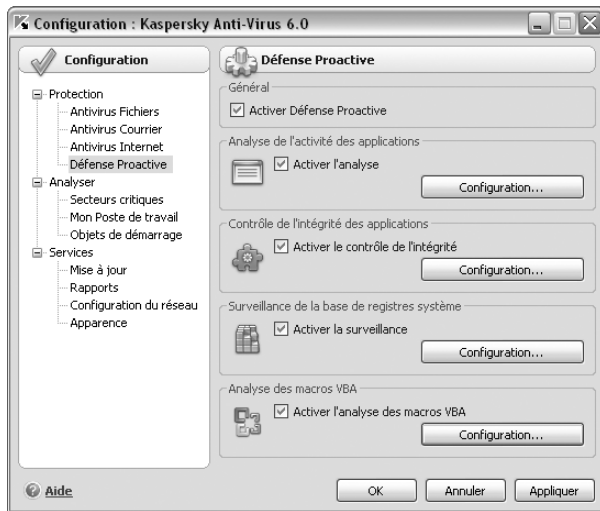 Configuration : Kaspersky Anti-Virus 6.0
Configuration
Protection
Antivirus Fichiers
Antivirus Courrier
Antivirus Internet
Défense Proactive
Analyser
Secteurs critiques
Mon Poste de travail
Objets de démarrage
Services
Mise à jour
Rapports
Configuration du réseau
Apparence
Défense Proactive
Général
Activer Défense Proactive
Analyse de l'activité des applications
Activer l'analyse
Configuration...
Contrôle de l'intégrité des applications
Activer le contrôle de l'intégrité
Configuration...
Surveillance de la base de registres système
Activer la surveillance
Configuration...
Analyse des macros VBA
Activer l'analyse des macros VBA
Configuration...
Aide
OK
Annuler
Appliquer